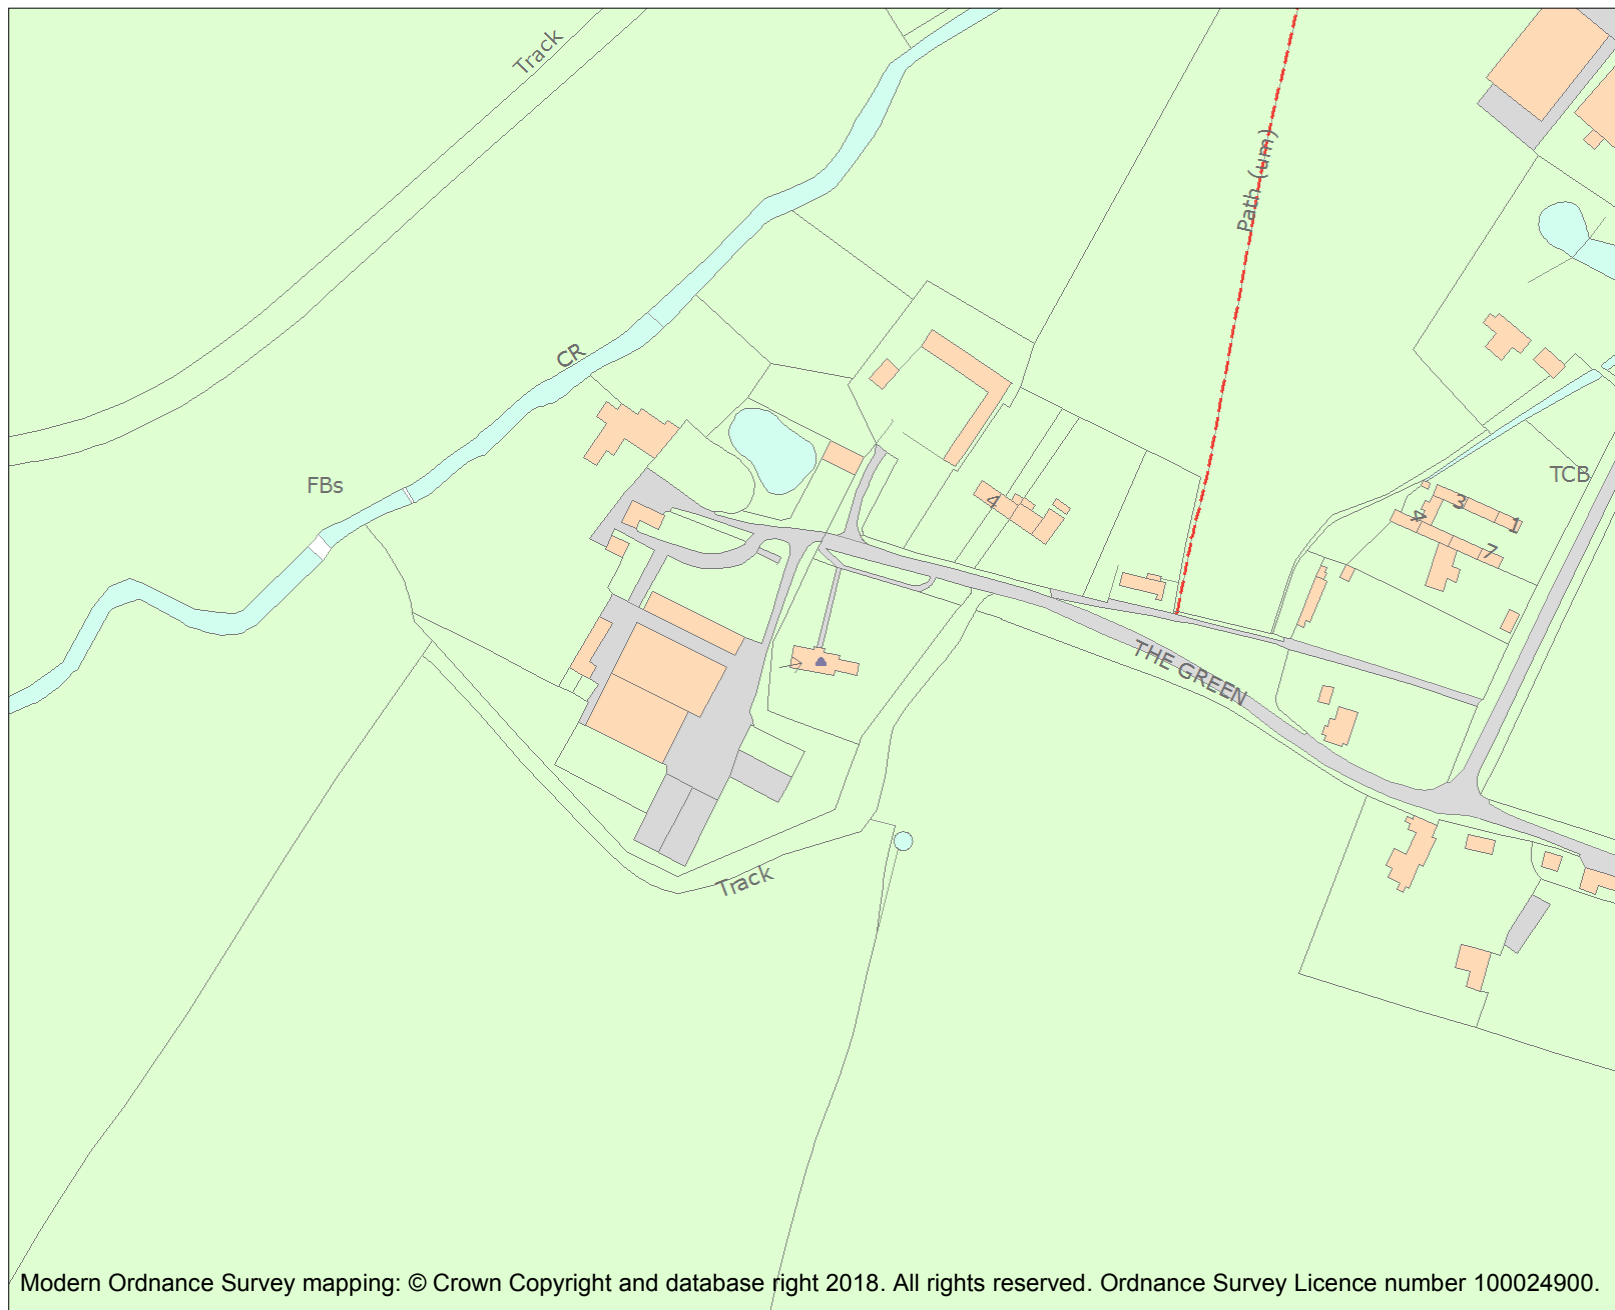 Track
Path (um)
CR
FBs
TCB
4
3
1
4
7
THE GREEN
Track
Modern Ordnance Survey mapping: © Crown Copyright and database right 2018. All rights reserved. Ordnance Survey Licence number 100024900.